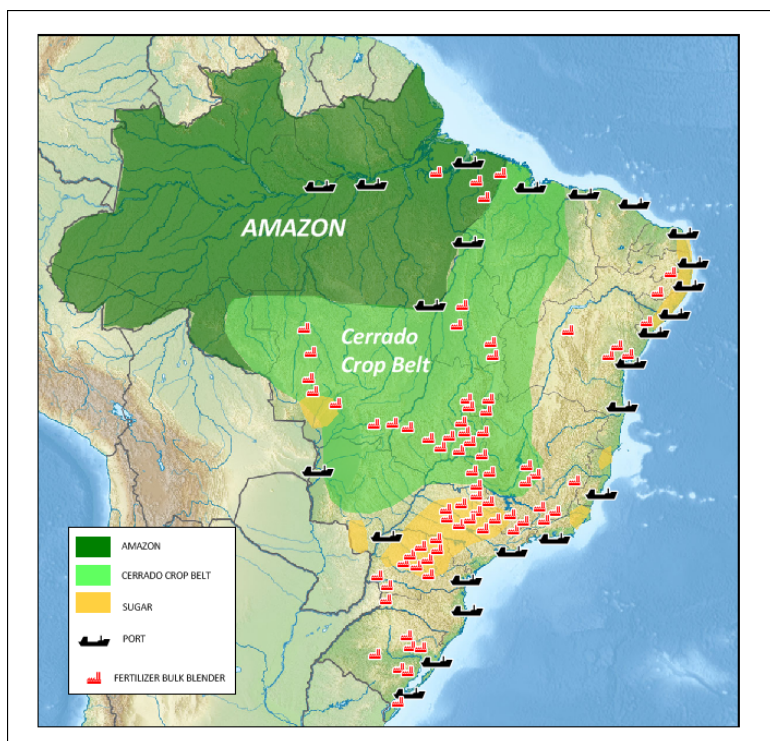 AMAZON
Cerrado
Crop Belt
AMAZON
CERRADO CROP BELT
SUGAR
PORT
FERTILIZER BULK BLENDER